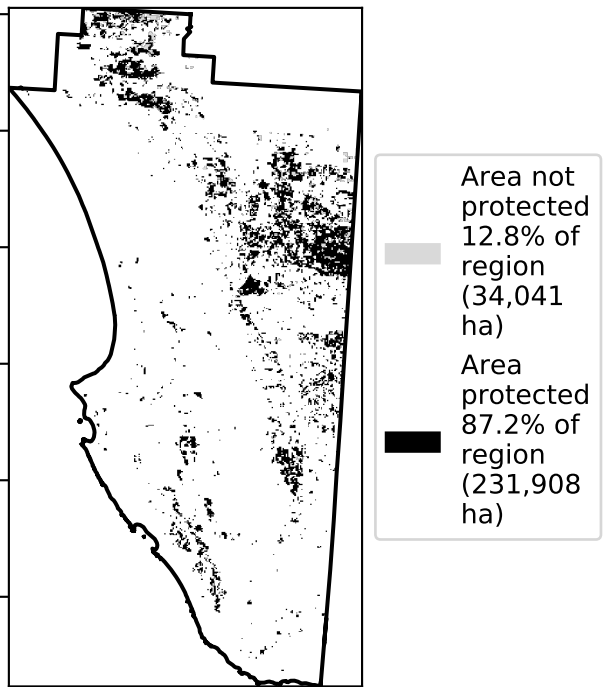 Area not
protected
12.8% of
region
(34,041
ha)
Area
protected
87.2% of
region
(231,908
ha)